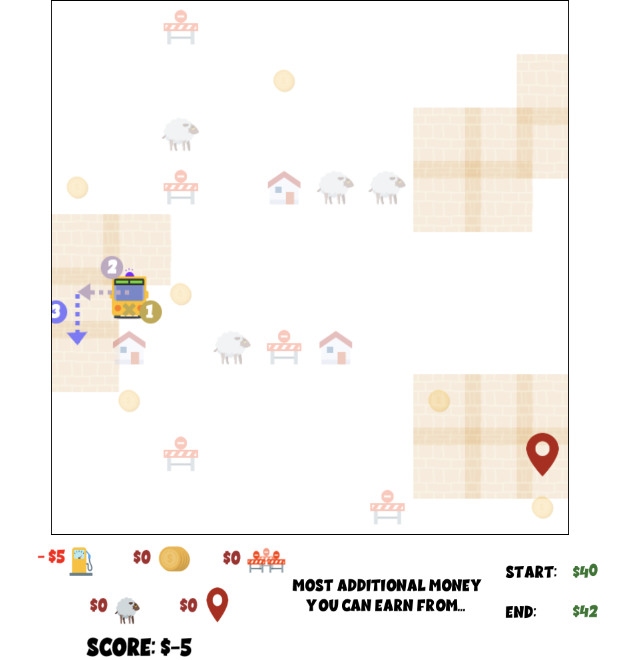 2
3
1
- $5
$0
$0
$0
$0
MOST ADDITIONAL MONEY
YOU CAN EARN FROM...
START: $40
END: $42
SCORE: $-5